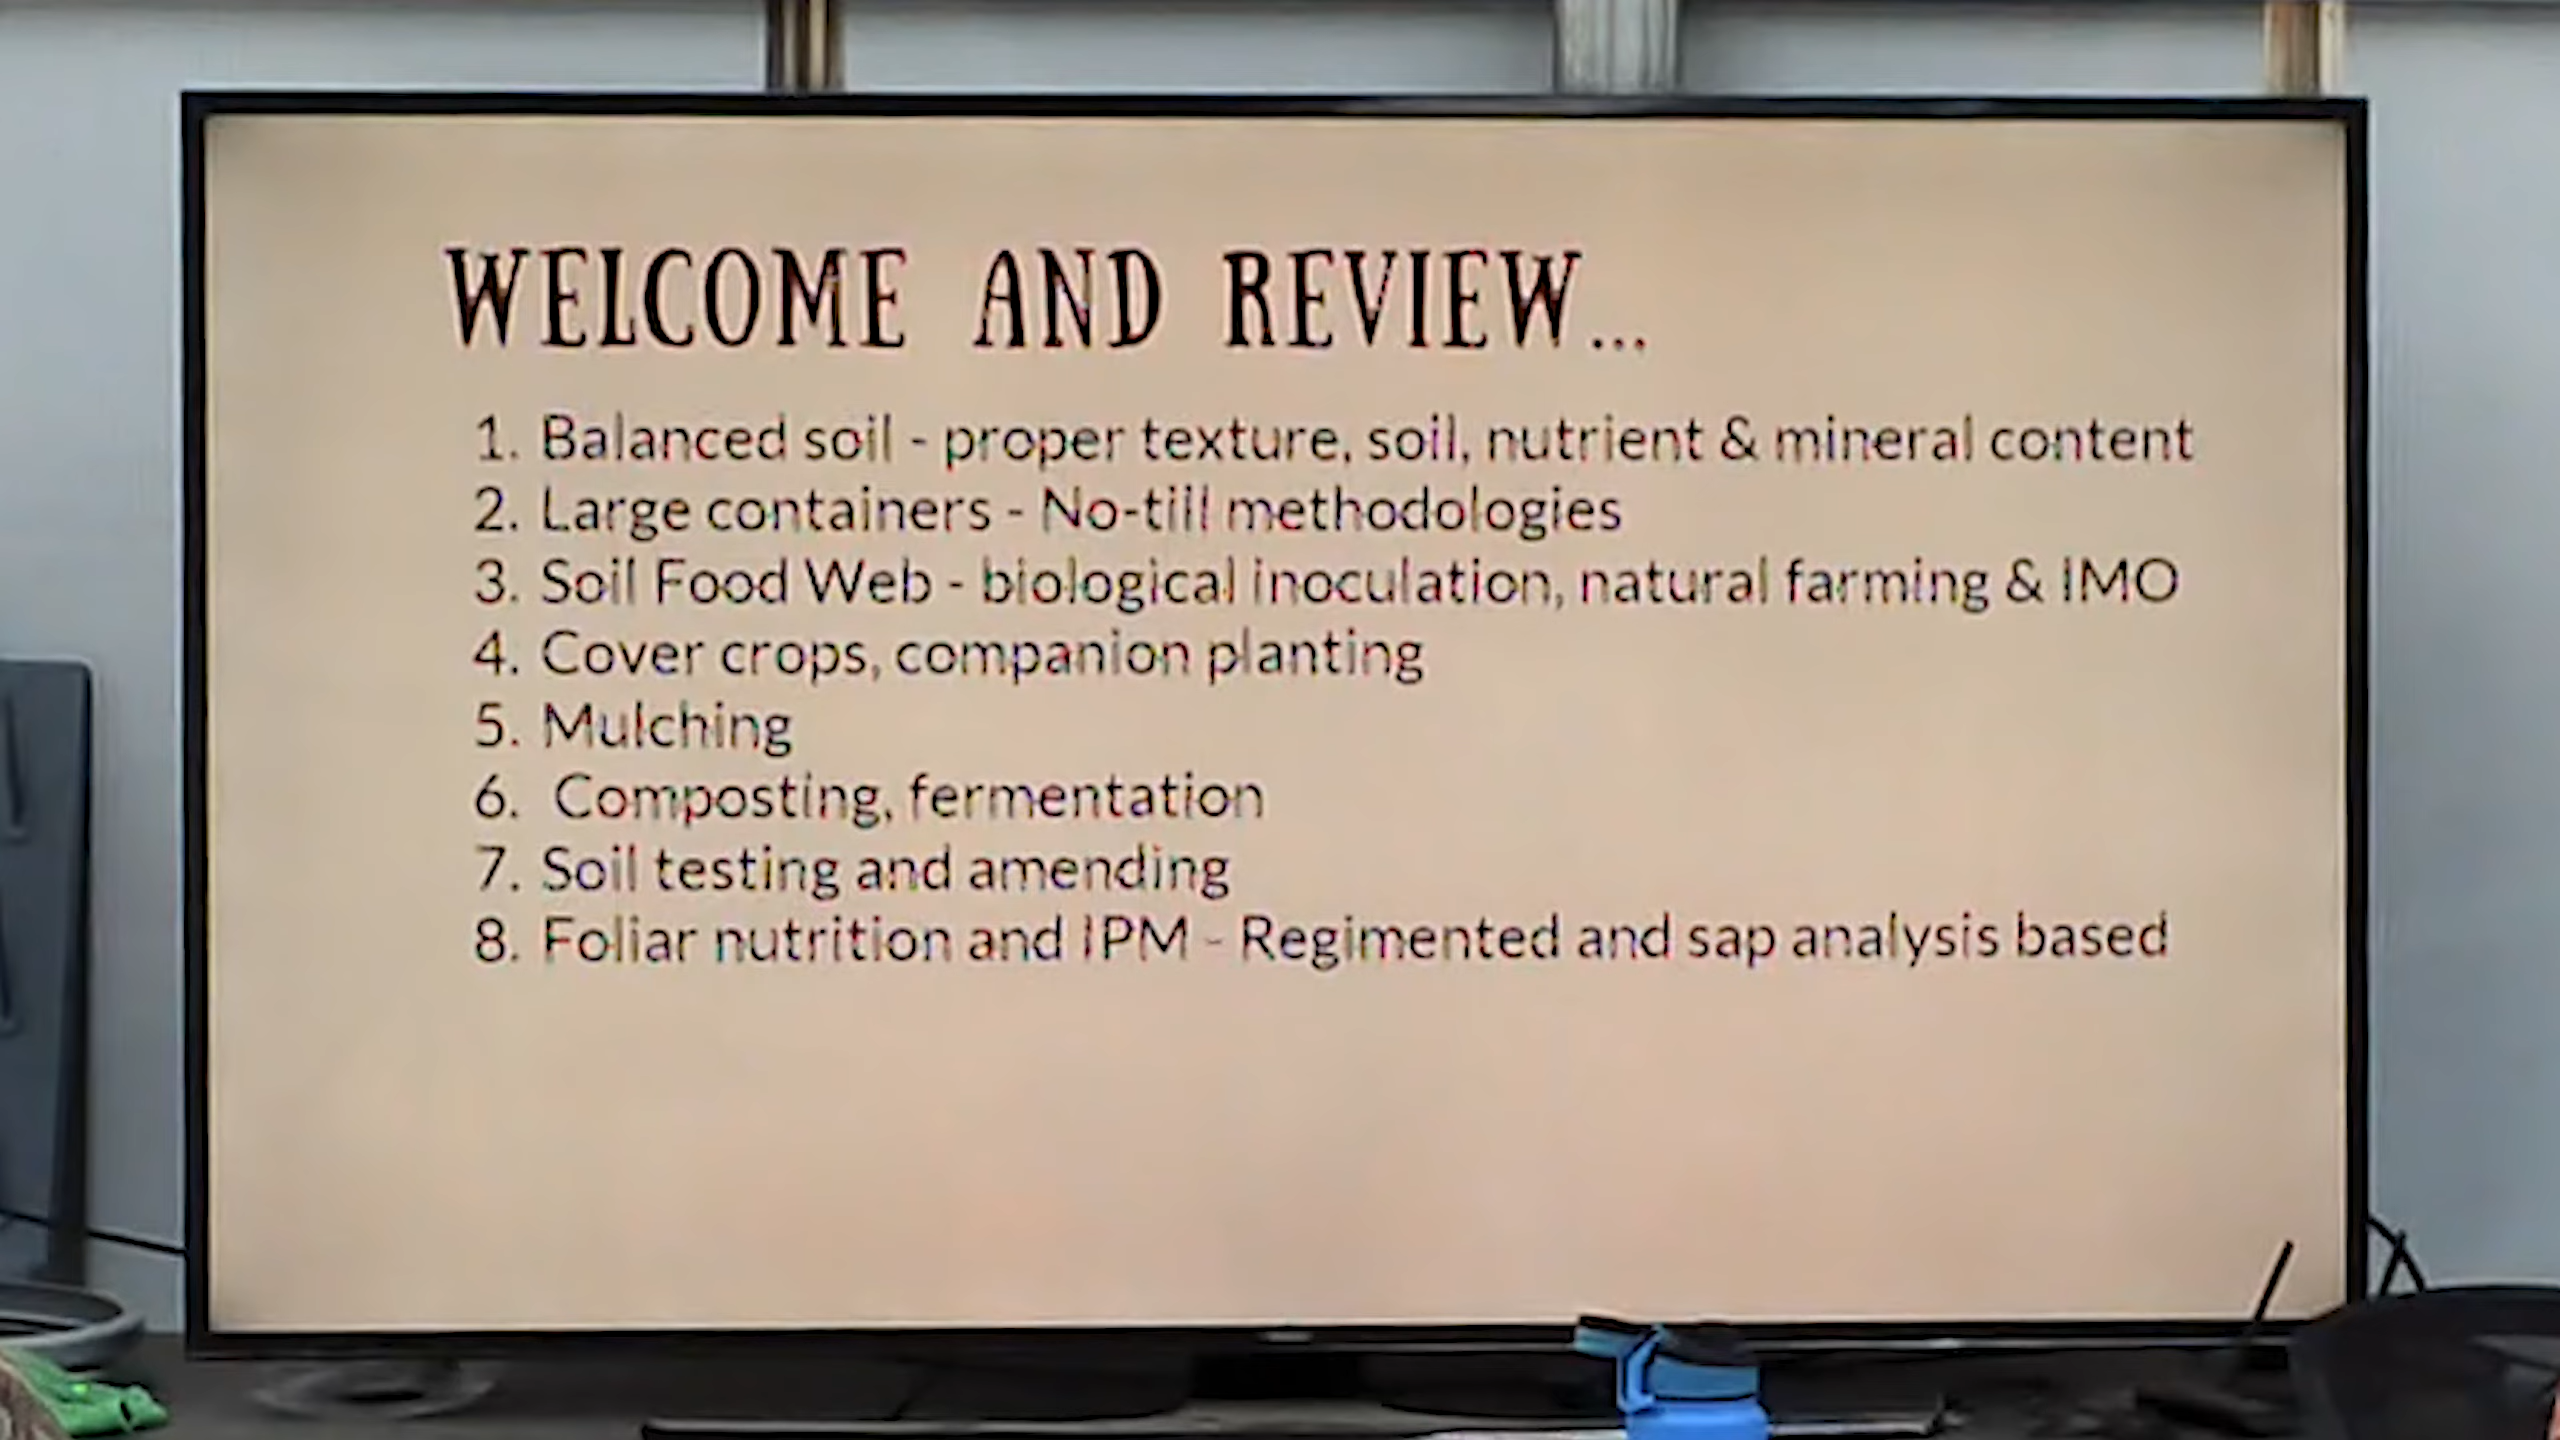 WELCOME AND REVIEW...
1. Balanced soil - proper texture, soil, nutrient & mineral content
2. Large containers - No-till methodologies
3. Soil Food Web - biological inoculation, natural farming & IMO
4. Cover crops, companion planting
5. Mulching
6. Composting, fermentation
7. Soil testing and amending
8. Foliar nutrition and IPM - Regimented and sap analysis based